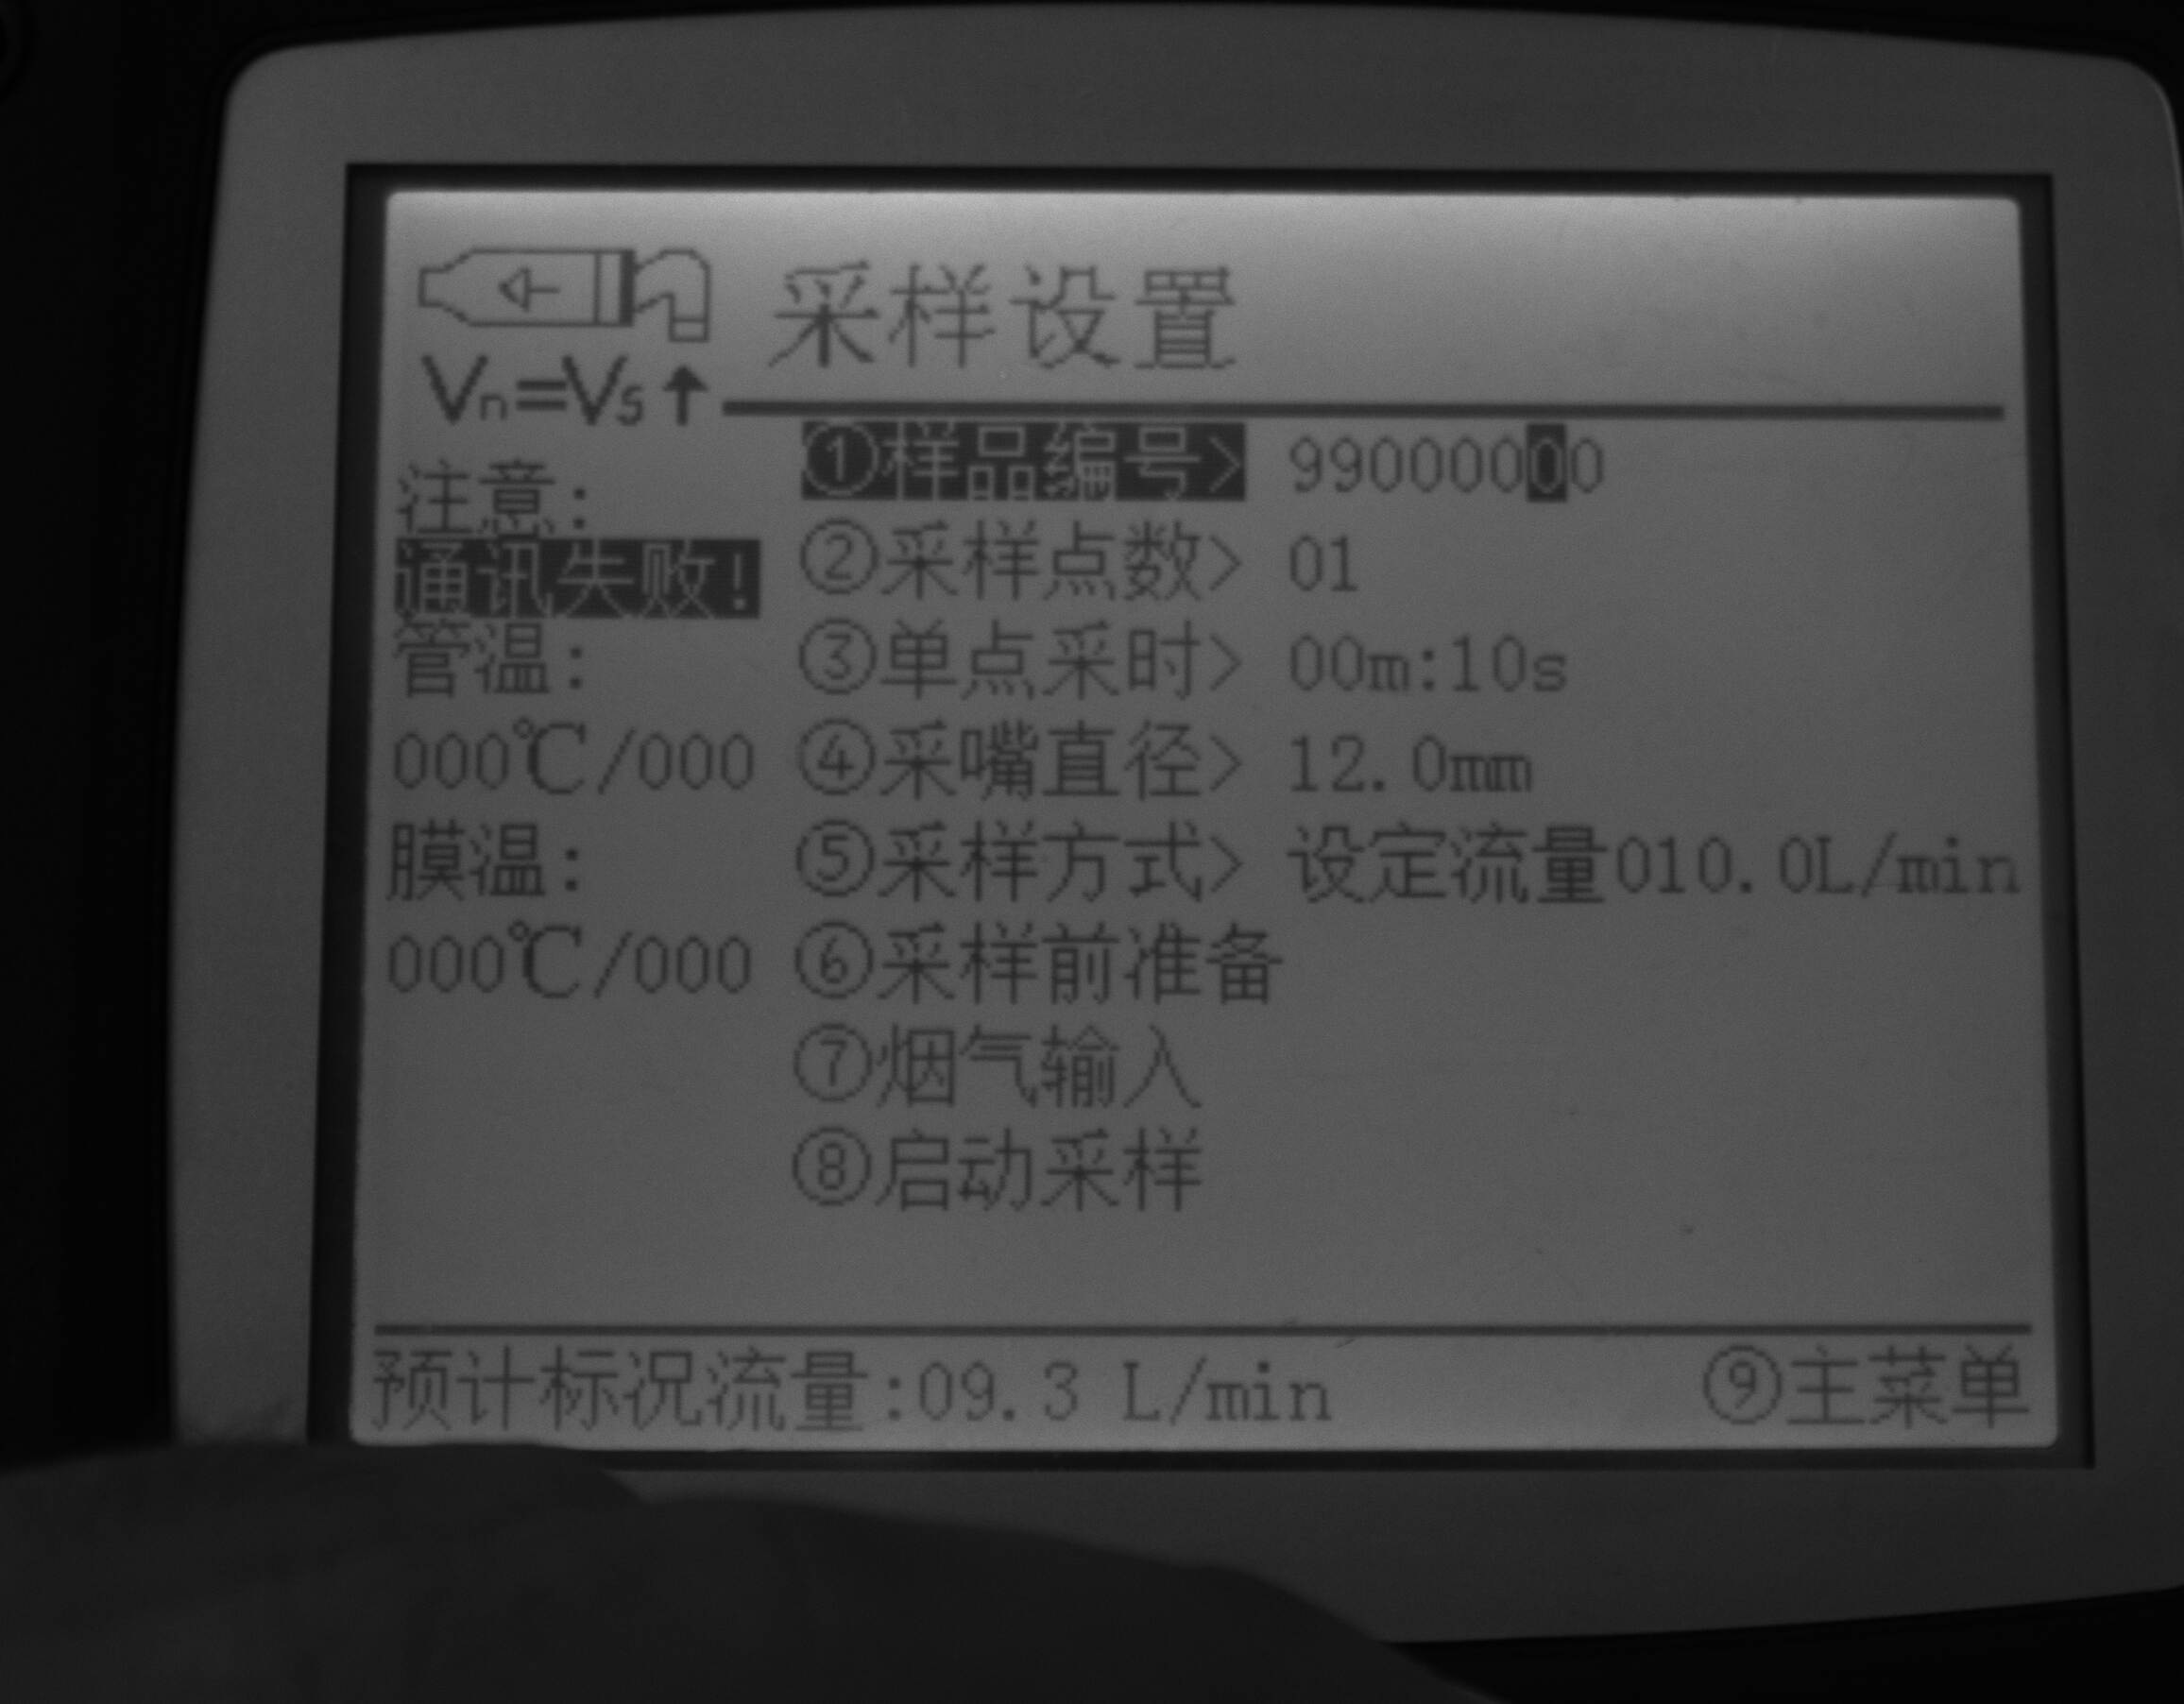 采样设置
Vn=Vs↑
注意:
通讯失败!
管温:
000℃/000
膜温:
000℃/000
①样品编号> 99000000
②采样点数> 01
③单点采时> 00m:10s
④采嘴直径> 12.0mm
⑤采样方式> 设定流量010.0L/min
⑥采样前准备
⑦烟气输入
⑧启动采样
预计标况流量:09.3 L/min
⑨主菜单